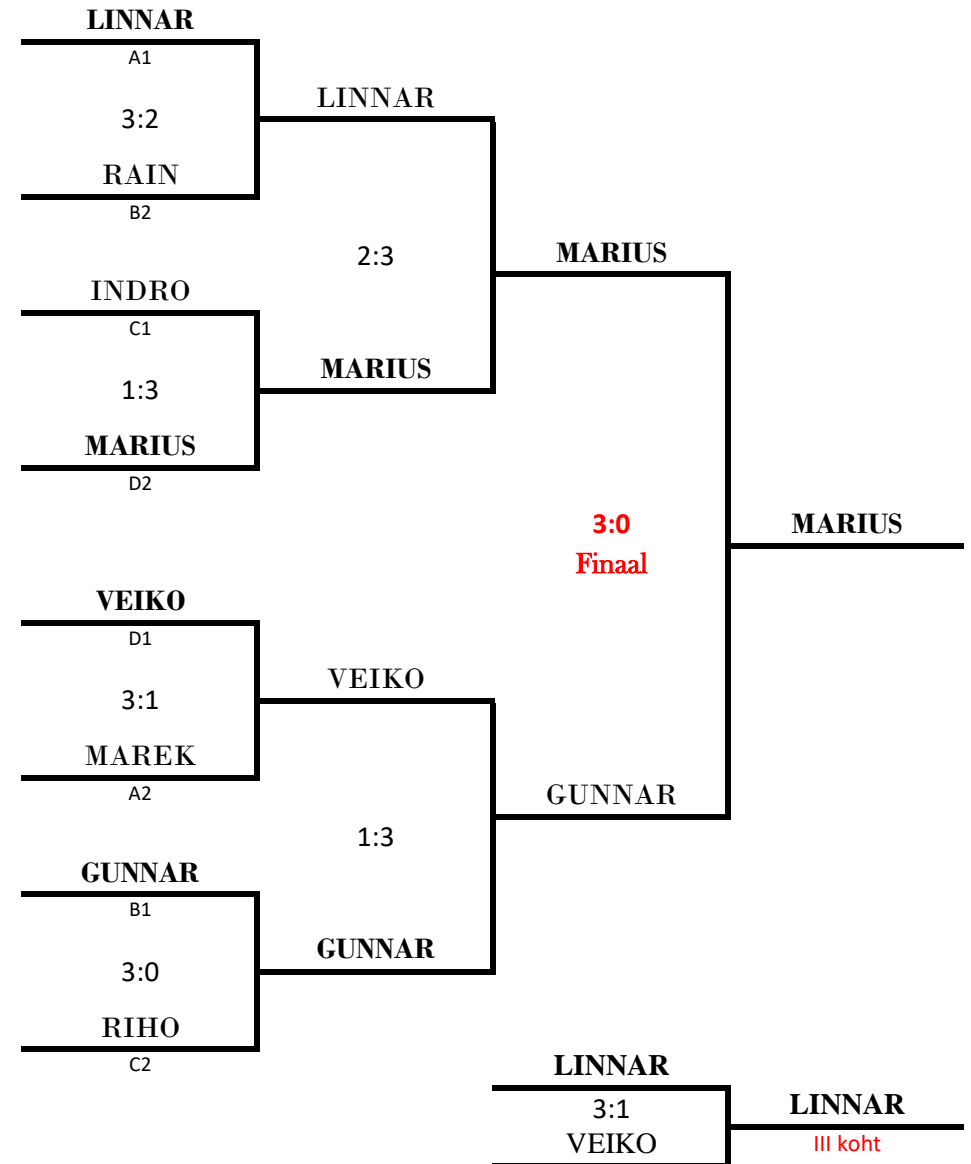 LINNAR
A1
3:2
RAIN
B2
LINNAR
2:3
INDRO
C1
1:3
MARIUS
D2
MARIUS
MARIUS
3:0
Finaal
MARIUS
VEIKO
D1
3:1
MAREK
A2
VEIKO
1:3
GUNNAR
B1
3:0
RIHO
C2
GUNNAR
GUNNAR
LINNAR
3:1
VEIKO
LINNAR
III koht